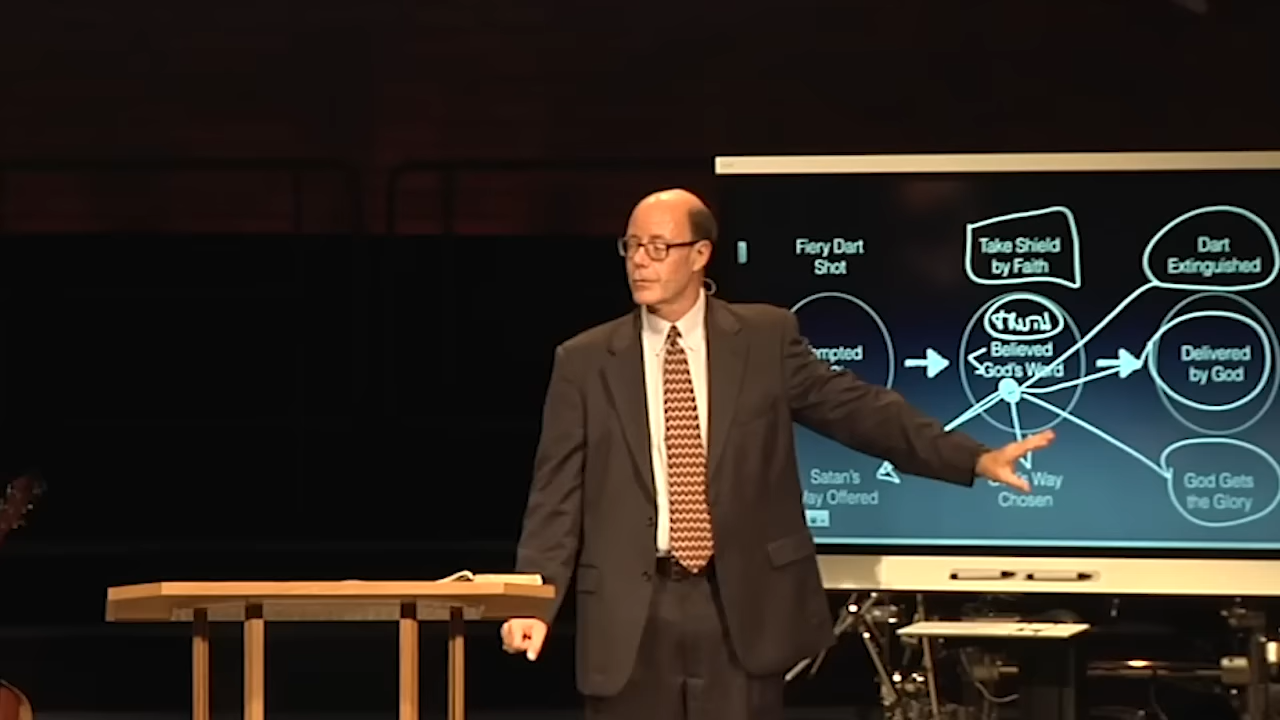 Fiery Dart
Shot
Take Shield
by Faith
Dart
Extinguished
Believed
God's Word
Delivered
by God
Satan's
Offered
Way
Chosen
God Gets
the Glory